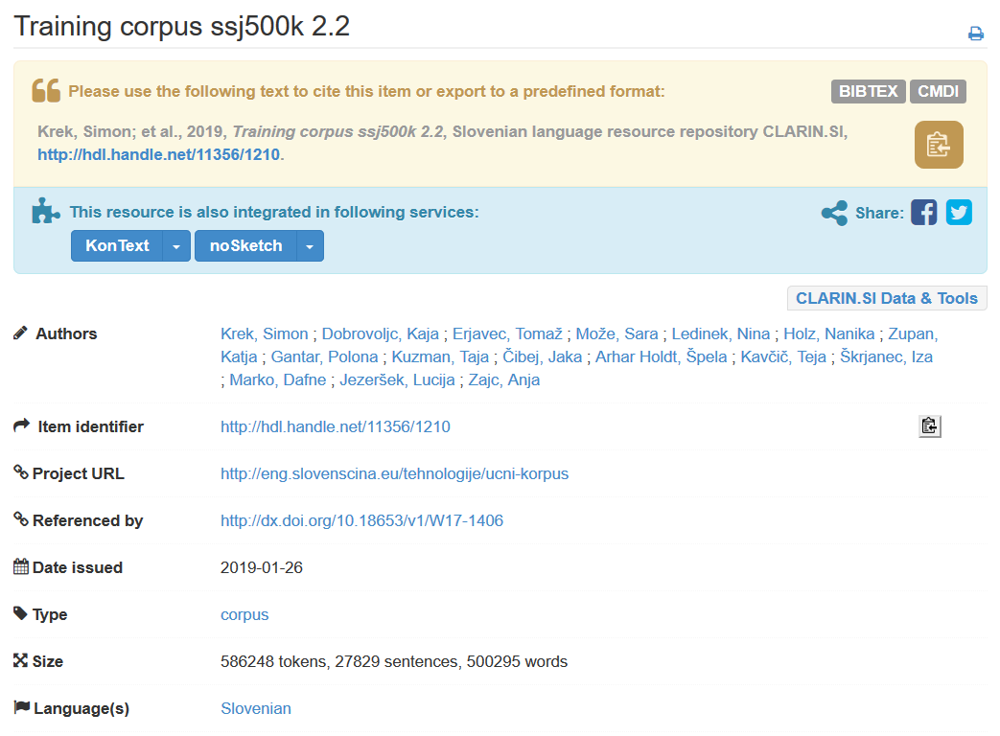 Training corpus ssj500k 2.2
Please use the following text to cite this item or export to a predefined format: BIBTEX CMDI
Krek, Simon; et al., 2019, Training corpus ssj500k 2.2, Slovenian language resource repository CLARIN.SI,
http://hdl.handle.net/11356/1210.
This resource is also integrated in following services: Share:
KonText noSketch
CLARIN.SI Data & Tools
Authors Krek, Simon ; Dobrovoljc, Kaja ; Erjavec, Tomaž ; Može, Sara ; Ledinek, Nina ; Holz, Nanika ; Zupan,
Katja ; Gantar, Polona ; Kuzman, Taja ; Čibej, Jaka ; Arhar Holdt, Špela ; Kavčič, Teja ; Škrjanec, Iza
; Marko, Dafne ; Jezeršek, Lucija ; Zajc, Anja
Item identifier http://hdl.handle.net/11356/1210
Project URL http://eng.slovenscina.eu/tehnologije/ucni-korpus
Referenced by http://dx.doi.org/10.18653/v1/W17-1406
Date issued 2019-01-26
Type corpus
Size 586248 tokens, 27829 sentences, 500295 words
Language(s) Slovenian